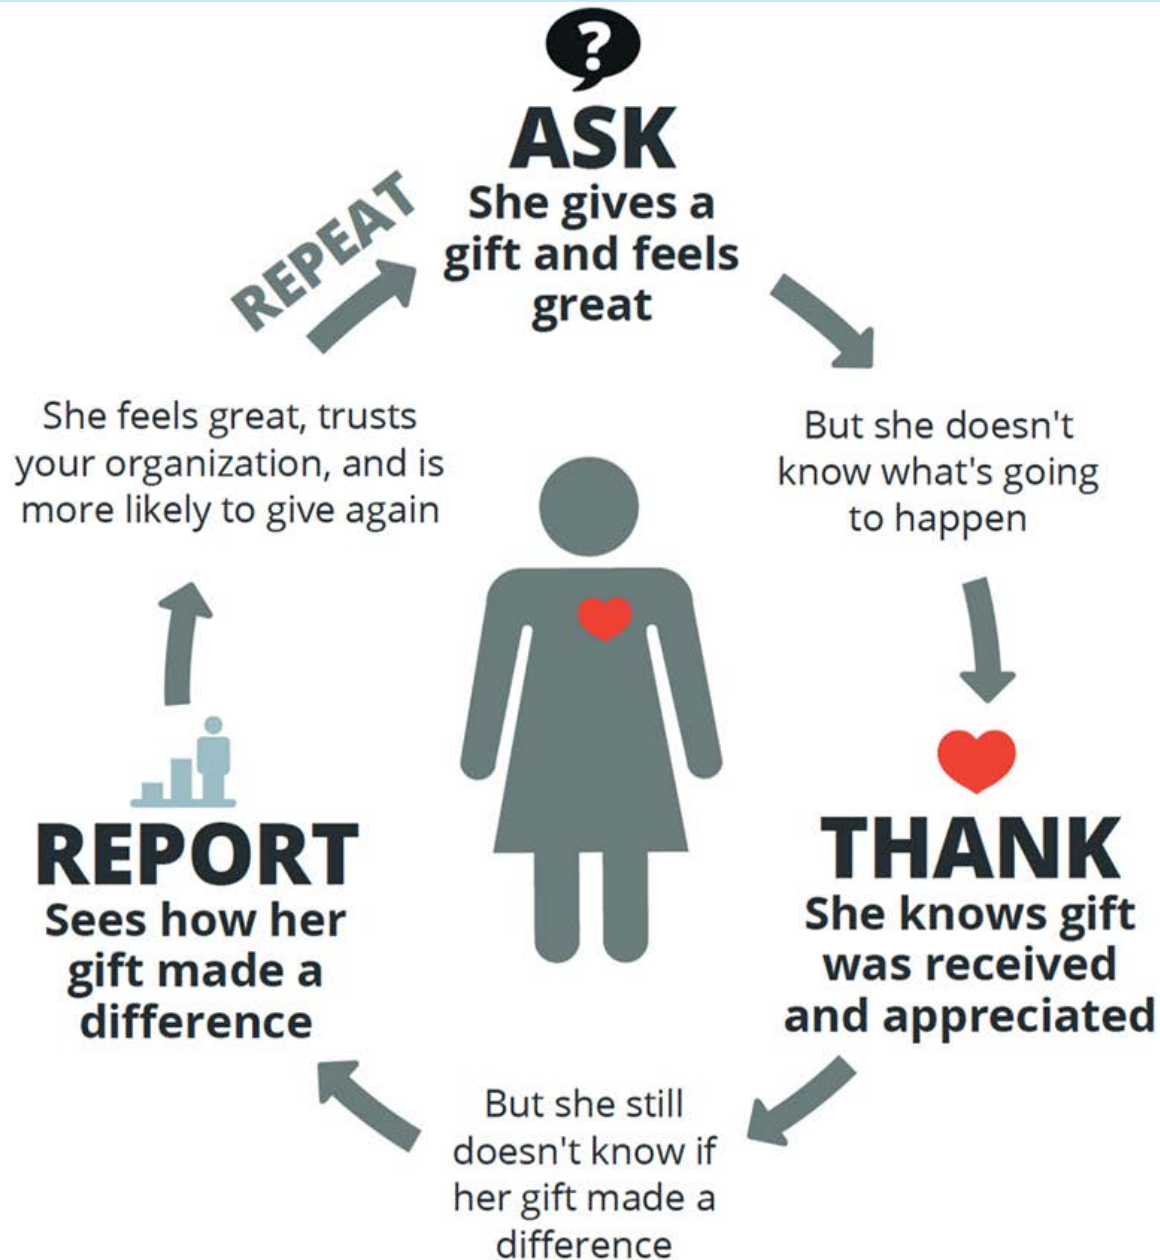 ?
ASK
She gives a
gift and feels
great
But she doesn't
know what's going
to happen
THANK
She knows gift
was received
and appreciated
But she still
doesn't know if
her gift made a
difference
REPORT
Sees how her
gift made a
difference
She feels great, trusts
your organization, and is
more likely to give again
REPEAT